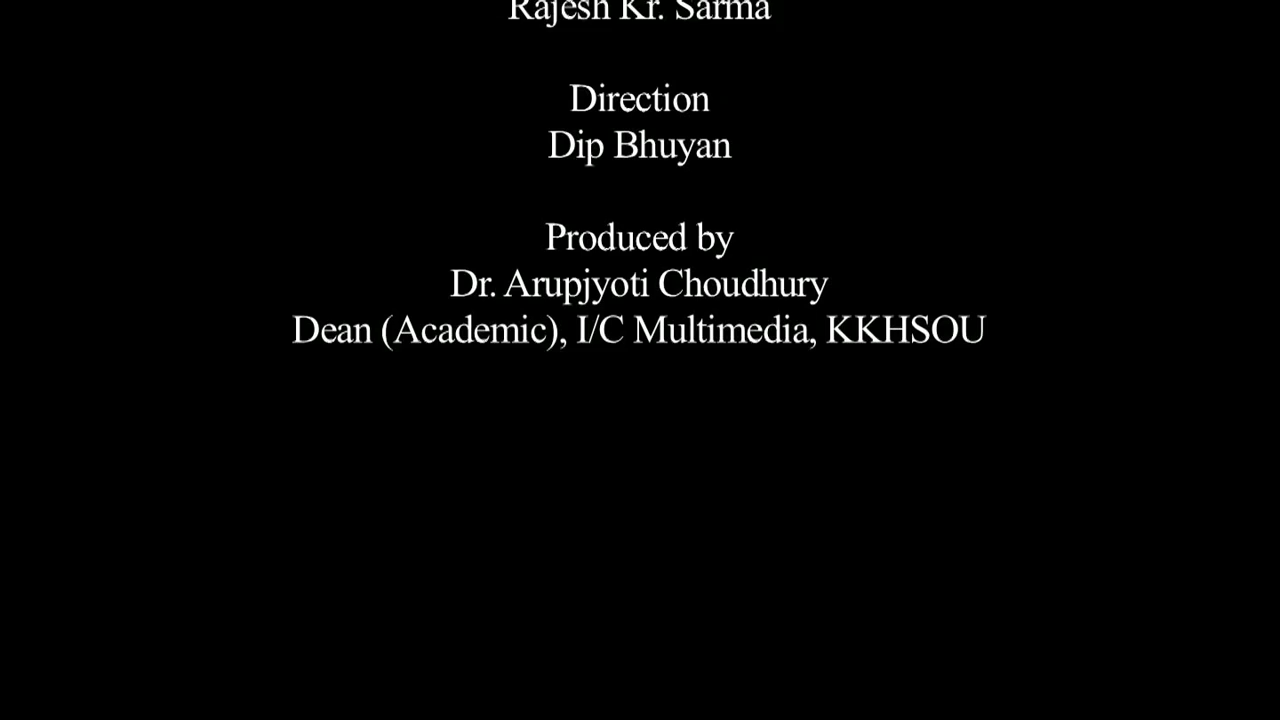 Rajesh Kr. Sarma
Direction
Dip Bhuyan
Produced by
Dr. Arupjyoti Choudhury
Dean (Academic), I/C Multimedia, KKHSOU